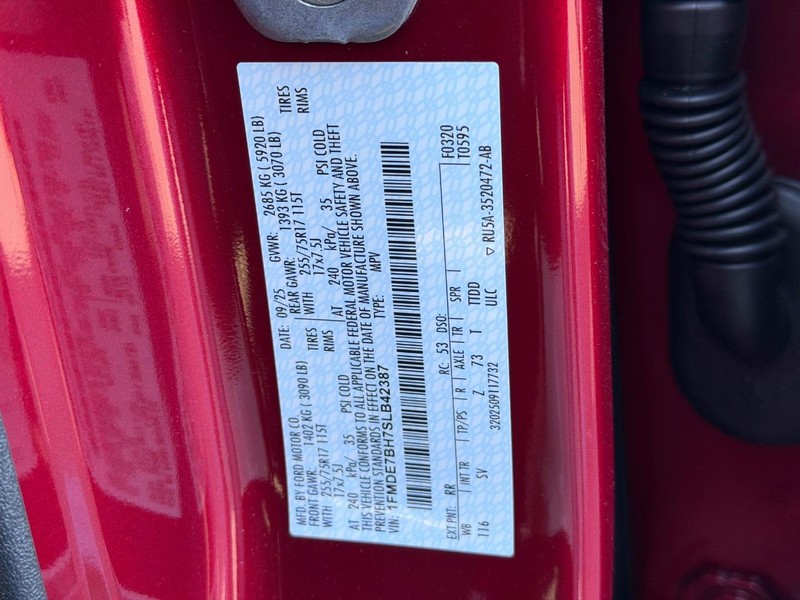 MFD. BY FORD MOTOR CO.
DATE: 09/25 GVWR: 2685 KG ( 5920 LB)
FRONT GAWR: 1402 KG ( 3090 LB) REAR GAWR: 1393 KG ( 3070 LB)
WITH 255/75R17 115T TIRES WITH 255/75R17 115T TIRES
17x7.5J RIMS 17x7.5J RIMS
AT 240 kPa/ 35 PSI COLD AT 240 kPa/ 35 PSI COLD
THIS VEHICLE CONFORMS TO ALL APPLICABLE FEDERAL MOTOR VEHICLE SAFETY AND THEFT
PREVENTION STANDARDS IN EFFECT ON THE DATE OF MANUFACTURE SHOWN ABOVE.
VIN: 1FMDE7BH7SLB42387 TYPE: MPV
F0320
T0595
EXT PNT: RR RC: 53 DSO:
WB INT TR TP/PS R AXLE TR SPR
116 SV Z 73 T TTDD
3202509117732 ULC ▽ RU5A-3520472-AB